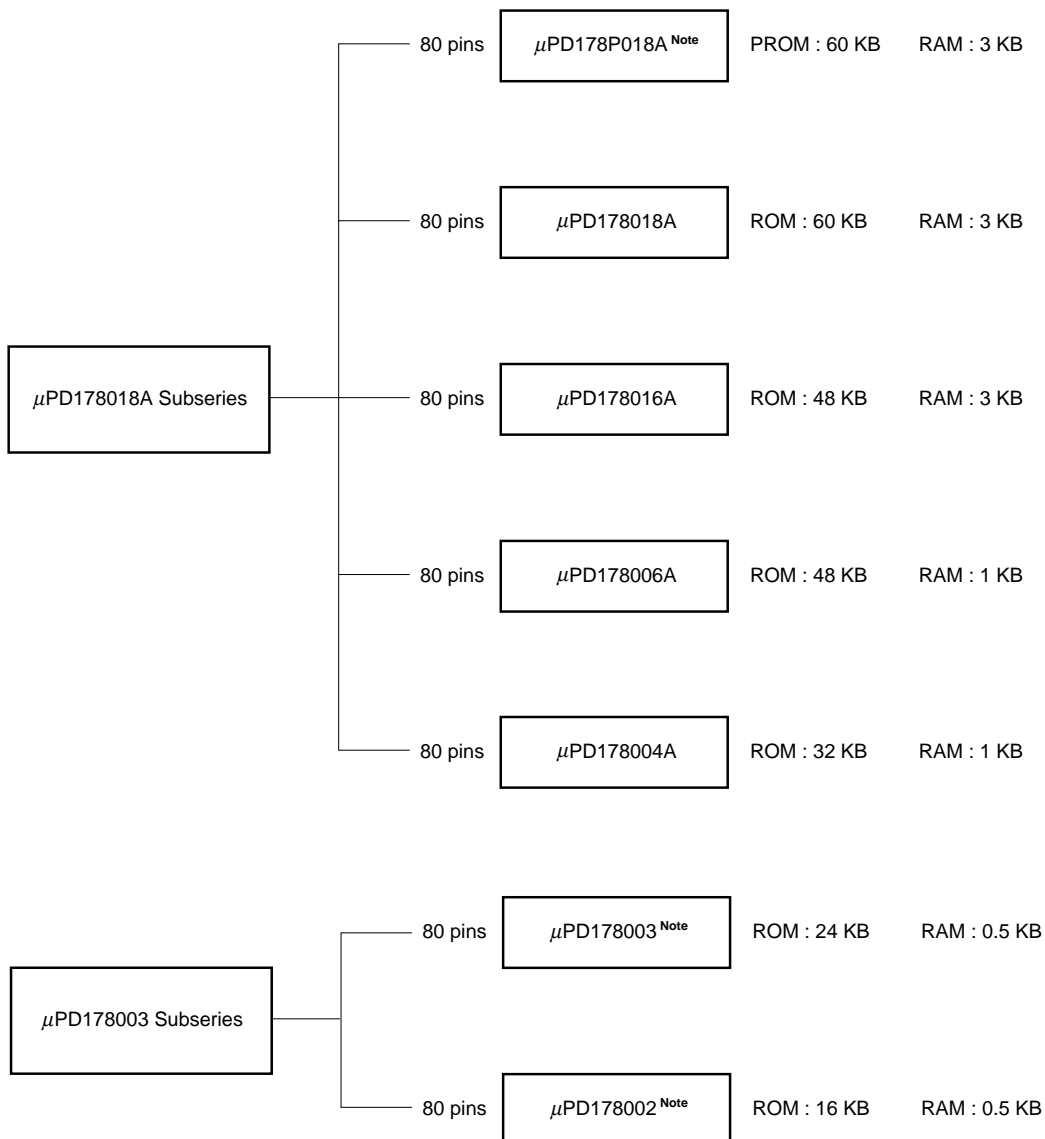 80 pins μPD178P018A Note PROM : 60 KB RAM : 3 KB
80 pins μPD178018A ROM : 60 KB RAM : 3 KB
μPD178018A Subseries 80 pins μPD178016A ROM : 48 KB RAM : 3 KB
80 pins μPD178006A ROM : 48 KB RAM : 1 KB
80 pins μPD178004A ROM : 32 KB RAM : 1 KB
80 pins μPD178003 Note ROM : 24 KB RAM : 0.5 KB
μPD178003 Subseries
80 pins μPD178002 Note ROM : 16 KB RAM : 0.5 KB